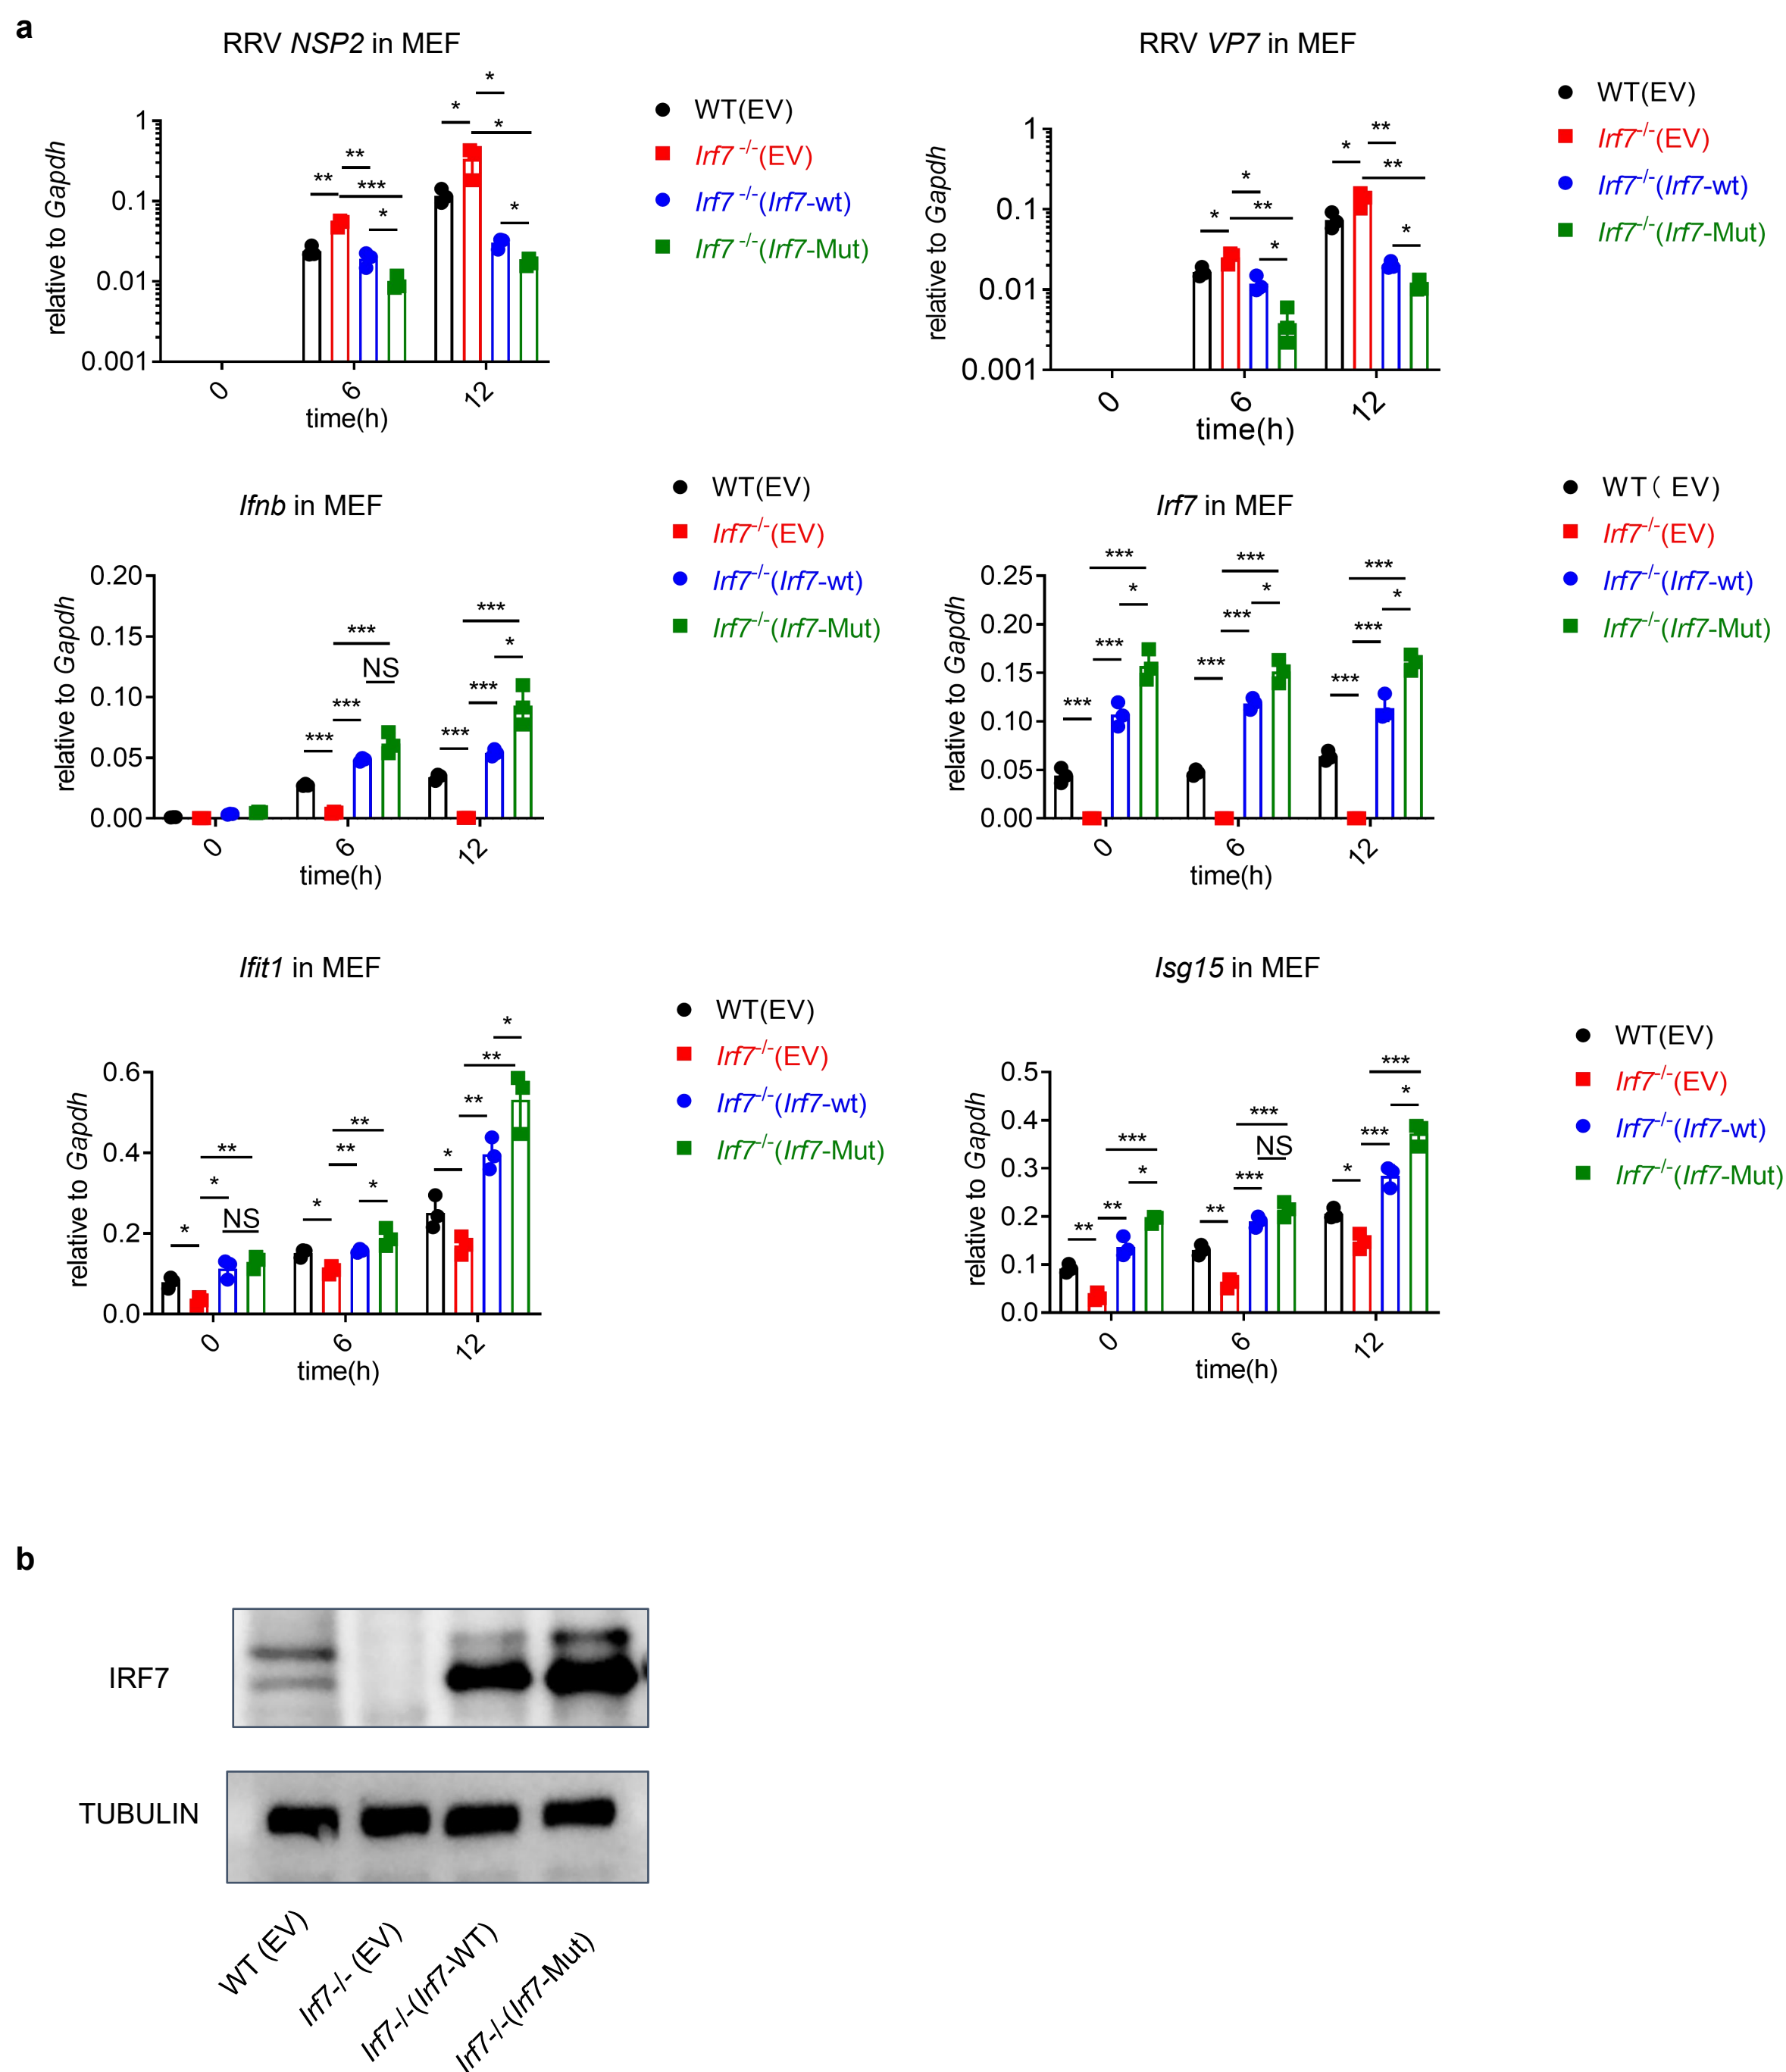 a
RRV NSP2 in MEF
relative to Gapdh
1
0.1
0.01
0.001
** ** *** * * * * *
0 6 12
time(h)
WT(EV)
Irf7 -/-(EV)
Irf7 -/-(Irf7-wt)
Irf7 -/-(Irf7-Mut)
RRV VP7 in MEF
relative to Gapdh
1
0.1
0.01
0.001
* * ** * * ** ** *
0 6 12
time(h)
WT(EV)
Irf7-/-(EV)
Irf7-/-(Irf7-wt)
Irf7-/-(Irf7-Mut)
Ifnb in MEF
relative to Gapdh
0.20
0.15
0.10
0.05
0.00
*** *** *** NS *** *** *** *
0 6 12
time(h)
WT(EV)
Irf7-/-(EV)
Irf7-/-(Irf7-wt)
Irf7-/-(Irf7-Mut)
Irf7 in MEF
relative to Gapdh
0.25
0.20
0.15
0.10
0.05
0.00
*** *** *** * *** *** *** * *** *** *** *
0 6 12
time(h)
WT( EV)
Irf7-/-(EV)
Irf7-/-(Irf7-wt)
Irf7-/-(Irf7-Mut)
Ifit1 in MEF
relative to Gapdh
0.6
0.4
0.2
0.0
* * ** NS * ** ** * * ** ** *
0 6 12
time(h)
WT(EV)
Irf7-/-(EV)
Irf7-/-(Irf7-wt)
Irf7-/-(Irf7-Mut)
Isg15 in MEF
relative to Gapdh
0.5
0.4
0.3
0.2
0.1
0.0
** ** *** * ** *** *** NS * *** *** *
0 6 12
time(h)
WT(EV)
Irf7-/-(EV)
Irf7-/-(Irf7-wt)
Irf7-/-(Irf7-Mut)
b
IRF7
TUBULIN
WT (EV)
Irf7-/- (EV)
Irf7-/-(Irf7-WT)
Irf7-/-(Irf7-Mut)